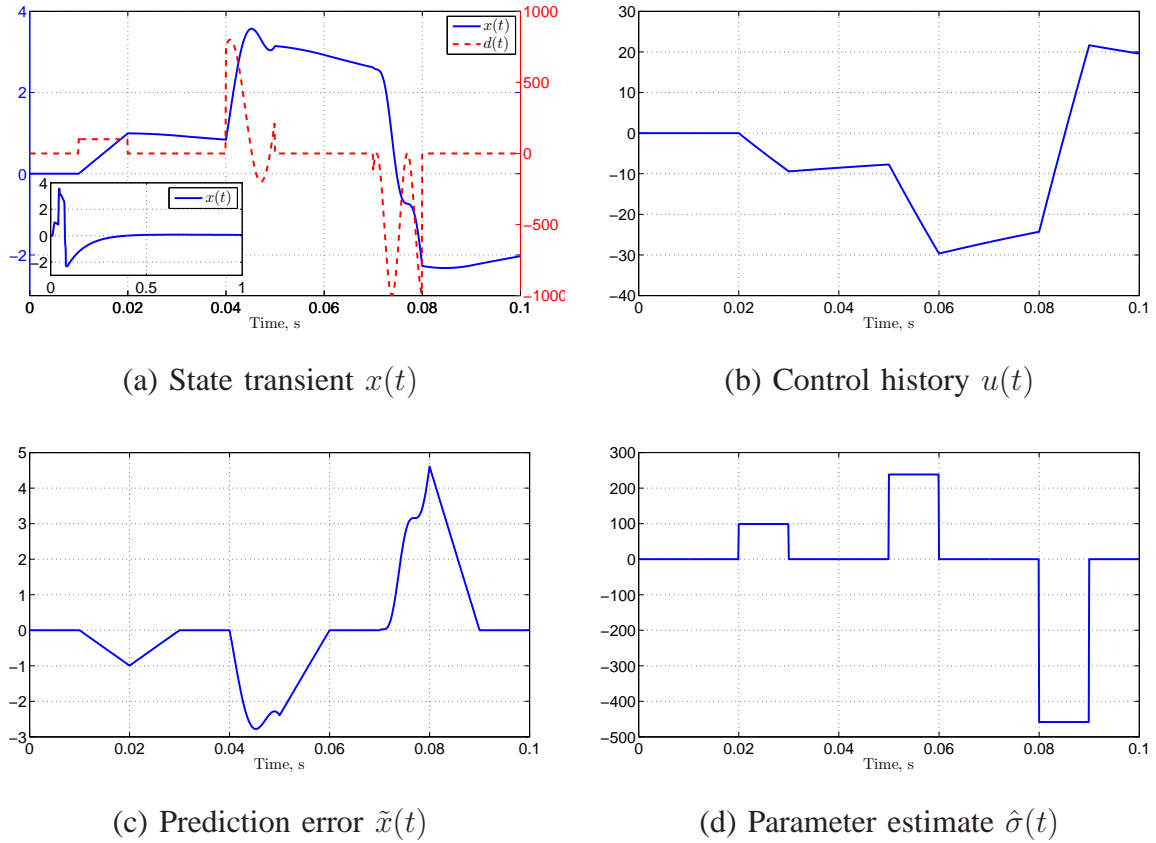 4
2
0
−2
1000
500
0
−500
−1000
x(t)
d(t)
4
2
0
−2
x(t)
0
0.5
1
0 0.02 0.04 0.06 0.08 0.1
Time, s
(a) State transient x(t)
30
20
10
0
−10
−20
−30
−40
0 0.02 0.04 0.06 0.08 0.1
Time, s
(b) Control history u(t)
5
4
3
2
1
0
−1
−2
−3
0 0.02 0.04 0.06 0.08 0.1
Time, s
(c) Prediction error x̃(t)
300
200
100
0
−100
−200
−300
−400
−500
0 0.02 0.04 0.06 0.08 0.1
Time, s
(d) Parameter estimate σ̂(t)